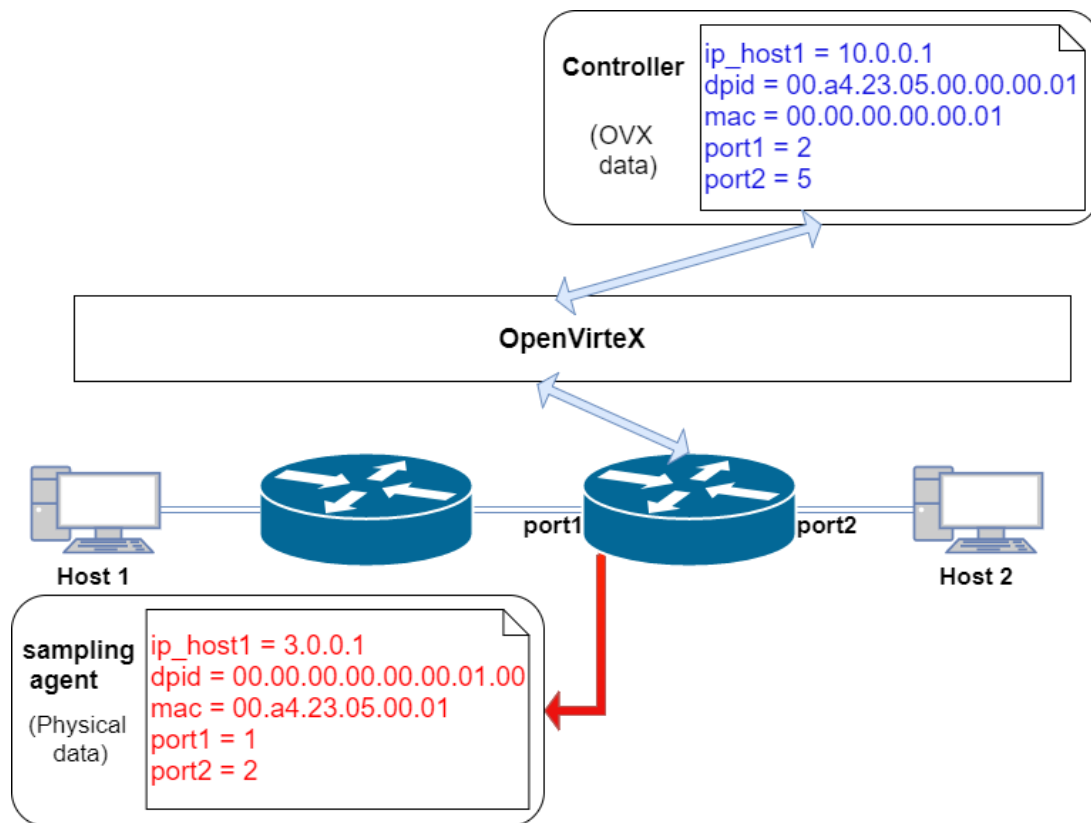 Controller
(OVX
data)
ip_host1 = 10.0.0.1
dpid = 00.a4.23.05.00.00.00.01
mac = 00.00.00.00.00.01
port1 = 2
port2 = 5
OpenVirteX
port1
port2
Host 1
Host 2
sampling
agent
(Physical
data)
ip_host1 = 3.0.0.1
dpid = 00.00.00.00.00.00.01.00
mac = 00.a4.23.05.00.01
port1 = 1
port2 = 2